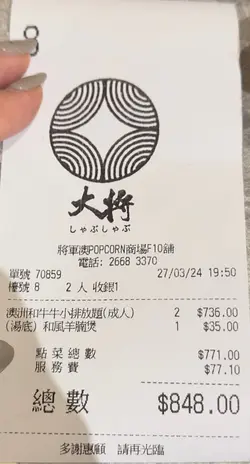 8
大將
しゃぶしゃぶ
將軍澳POPCORN商場F10舖
電話: 2668 3370
單號 70859 27/03/24 19:50
檯號 8 2 人 收銀1
澳洲和牛牛小排放題(成人) 2 $736.00
(湯底) 和風羊腩煲 1 $35.00
點菜總數 $771.00
服務費 $77.10
總數 $848.00
多謝惠顧 請再光臨